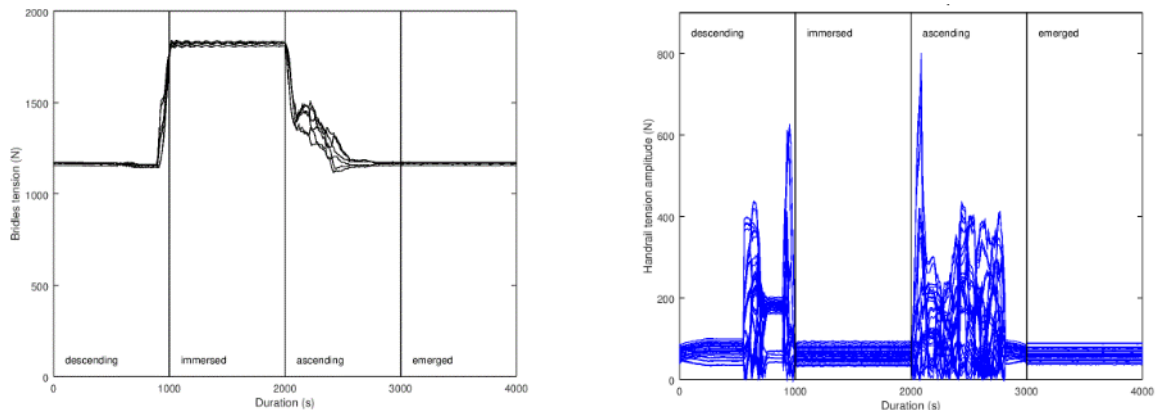 2000
1500
1000
500
0
Bridles tension (N)
descending
immersed
ascending
emerged
0
1000
2000
3000
4000
Duration (s)
800
600
400
200
0
Handrail tension amplitude (N)
descending
immersed
ascending
emerged
0
1000
2000
3000
4000
Duration (s)